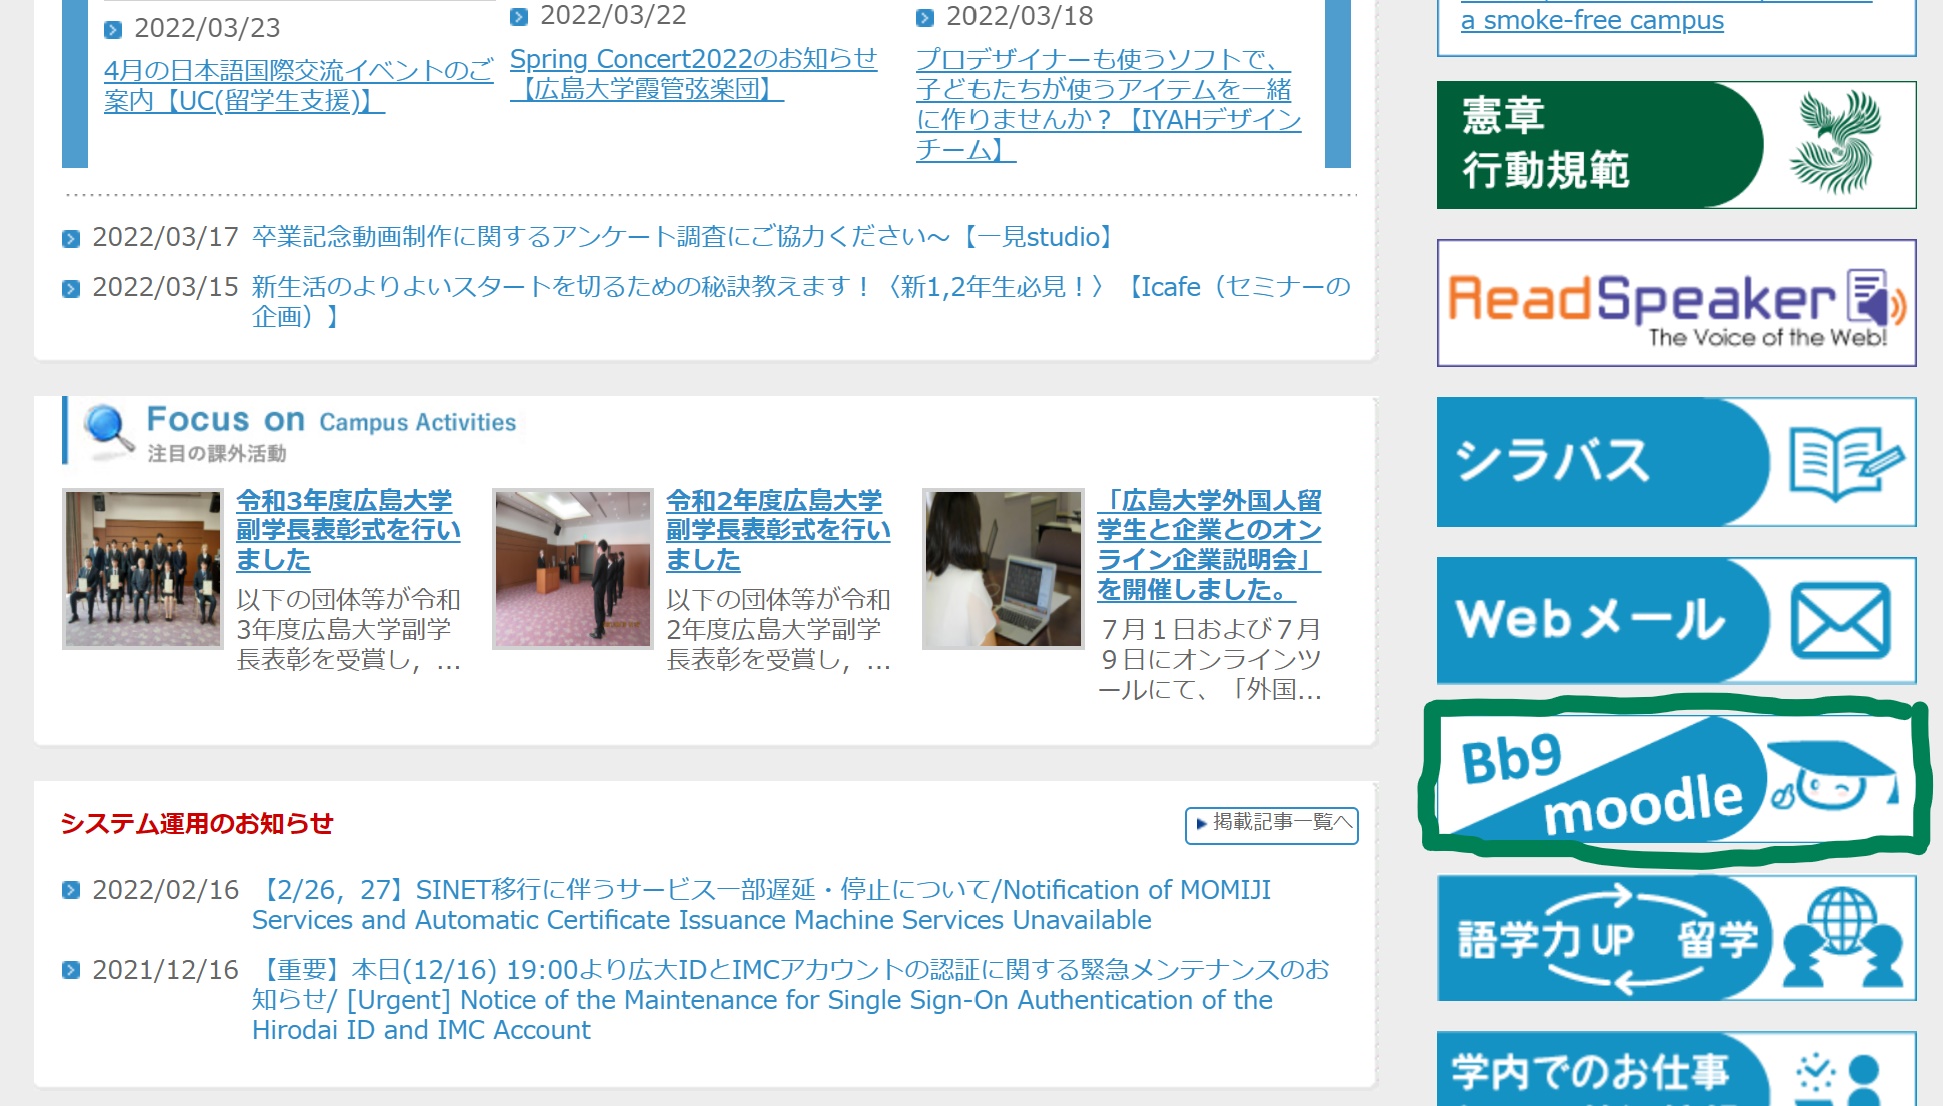 2022/03/23
4月の日本語国際交流イベントのご
案内【UC(留学生支援)】
2022/03/22
Spring Concert2022のお知らせ
【広島大学霞管弦楽団】
2022/03/18
プロデザイナーも使うソフトで、
子どもたちが使うアイテムを一緒
に作りませんか？【IYAHデザイン
チーム】
2022/03/17 卒業記念動画制作に関するアンケート調査にご協力ください～【一見studio】
2022/03/15 新生活のよりよいスタートを切るための秘訣教えます！〈新1,2年生必見！〉【Icafe（セミナーの
企画）】
Focus on Campus Activities
注目の課外活動
令和3年度広島大学
副学長表彰式を行い
ました
以下の団体等が令和
3年度広島大学副学
長表彰を受賞し，...
令和2年度広島大学
副学長表彰式を行い
ました
以下の団体等が令和
2年度広島大学副学
長表彰を受賞し，...
「広島大学外国人留
学生と企業とのオン
ライン企業説明会」
を開催しました。
７月１日および７月
９日にオンラインツ
ールにて、「外国...
システム運用のお知らせ
掲載記事一覧へ
2022/02/16 【2/26，27】SINET移行に伴うサービス一部遅延・停止について/Notification of MOMIJI
Services and Automatic Certificate Issuance Machine Services Unavailable
2021/12/16 【重要】本日(12/16) 19:00より広大IDとIMCアカウントの認証に関する緊急メンテナンスのお
知らせ/ [Urgent] Notice of the Maintenance for Single Sign-On Authentication of the
Hirodai ID and IMC Account
a smoke-free campus
憲章
行動規範
ReadSpeaker
The Voice of the Web!
シラバス
Webメール
Bb9
moodle
語学力UP 留学
学内でのお仕事